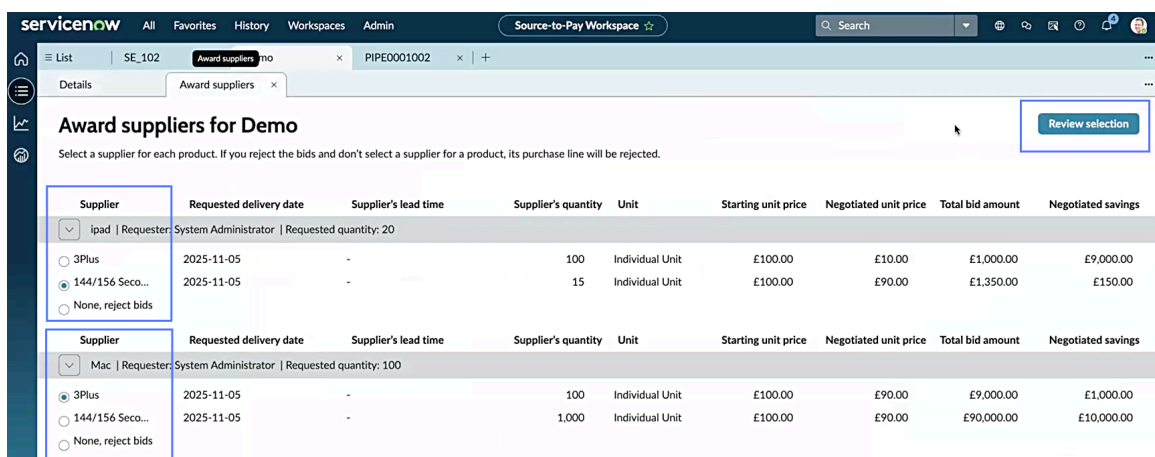 servicenow All Favorites History Workspaces Admin Source-to-Pay Workspace Search 4
List SE_102 Award suppliers mo × PIPE0001002 × +
Details Award suppliers ×
Award suppliers for Demo Review selection
Select a supplier for each product. If you reject the bids and don't select a supplier for a product, its purchase line will be rejected.
Supplier Requested delivery date Supplier's lead time Supplier's quantity Unit Starting unit price Negotiated unit price Total bid amount Negotiated savings
ipad | Requester: System Administrator | Requested quantity: 20
3Plus 2025-11-05 - 100 Individual Unit £100.00 £10.00 £1,000.00 £9,000.00
144/156 Seco... 2025-11-05 - 15 Individual Unit £100.00 £90.00 £1,350.00 £150.00
None, reject bids
Supplier Requested delivery date Supplier's lead time Supplier's quantity Unit Starting unit price Negotiated unit price Total bid amount Negotiated savings
Mac | Requester: System Administrator | Requested quantity: 100
3Plus 2025-11-05 - 100 Individual Unit £100.00 £90.00 £9,000.00 £1,000.00
144/156 Seco... 2025-11-05 - 1,000 Individual Unit £100.00 £90.00 £90,000.00 £10,000.00
None, reject bids